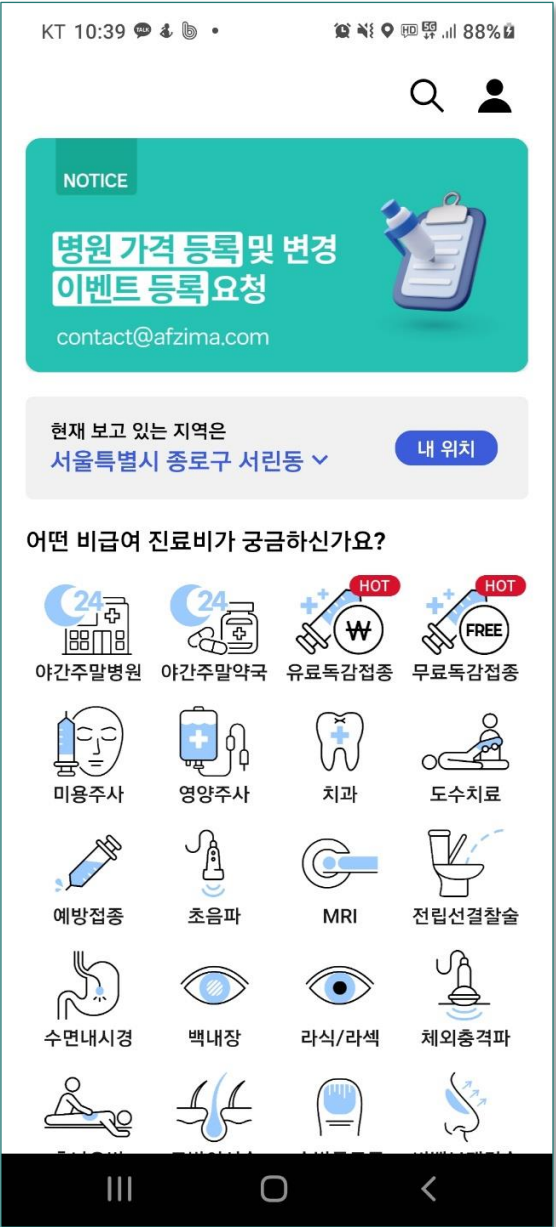 KT 10:39 TALK HD 5G 88%
NOTICE
병원 가격 등록 및 변경
이벤트 등록 요청
contact@afzima.com
현재 보고 있는 지역은
서울특별시 종로구 서린동
내 위치
어떤 비급여 진료비가 궁금하신가요?
24 24 HOT HOT
₩ FREE
야간주말병원 야간주말약국 유료독감접종 무료독감접종
미용주사 영양주사 치과 도수치료
예방접종 초음파 MRI 전립선결찰술
수면내시경 백내장 라식/라섹 체외충격파